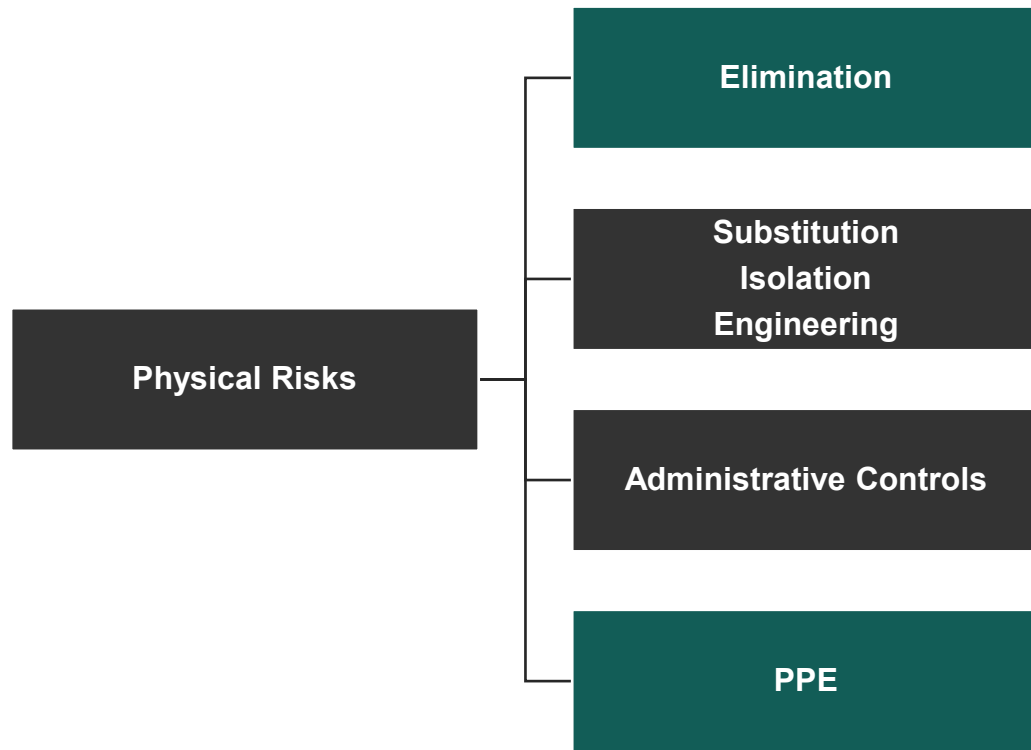 Elimination
Substitution
Isolation
Engineering
Physical Risks
Administrative Controls
PPE